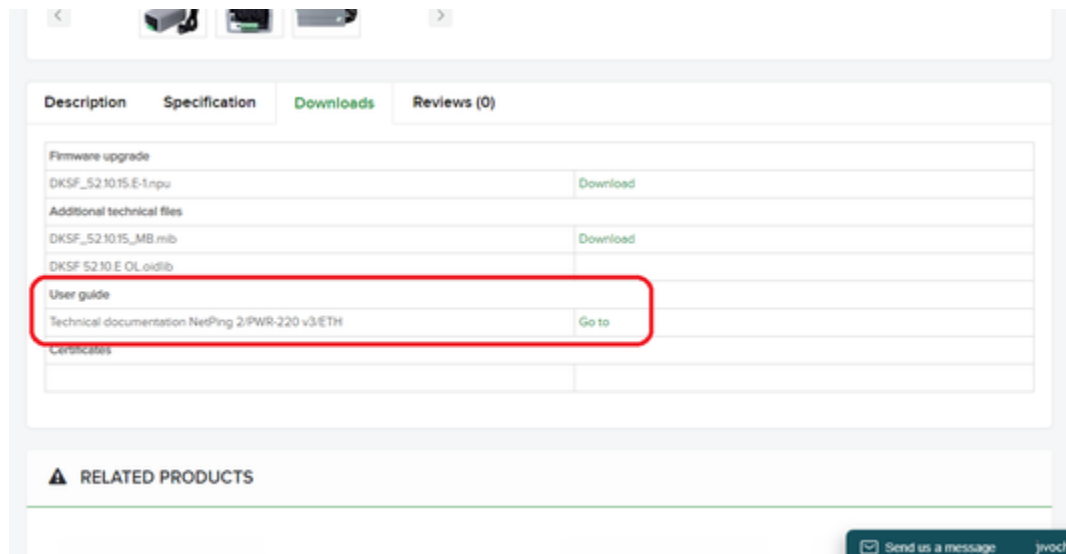 Description Specification Downloads Reviews (0)
Firmware upgrade
DKSF_52.10.15.E-1.npu Download
Additional technical files
DKSF_52.10.15_MB.mib Download
DKSF 52.10.E OL.oidlib
User guide
Technical documentation NetPing 2/PWR-220 v3/ETH Go to
Certificates
RELATED PRODUCTS
Send us a message